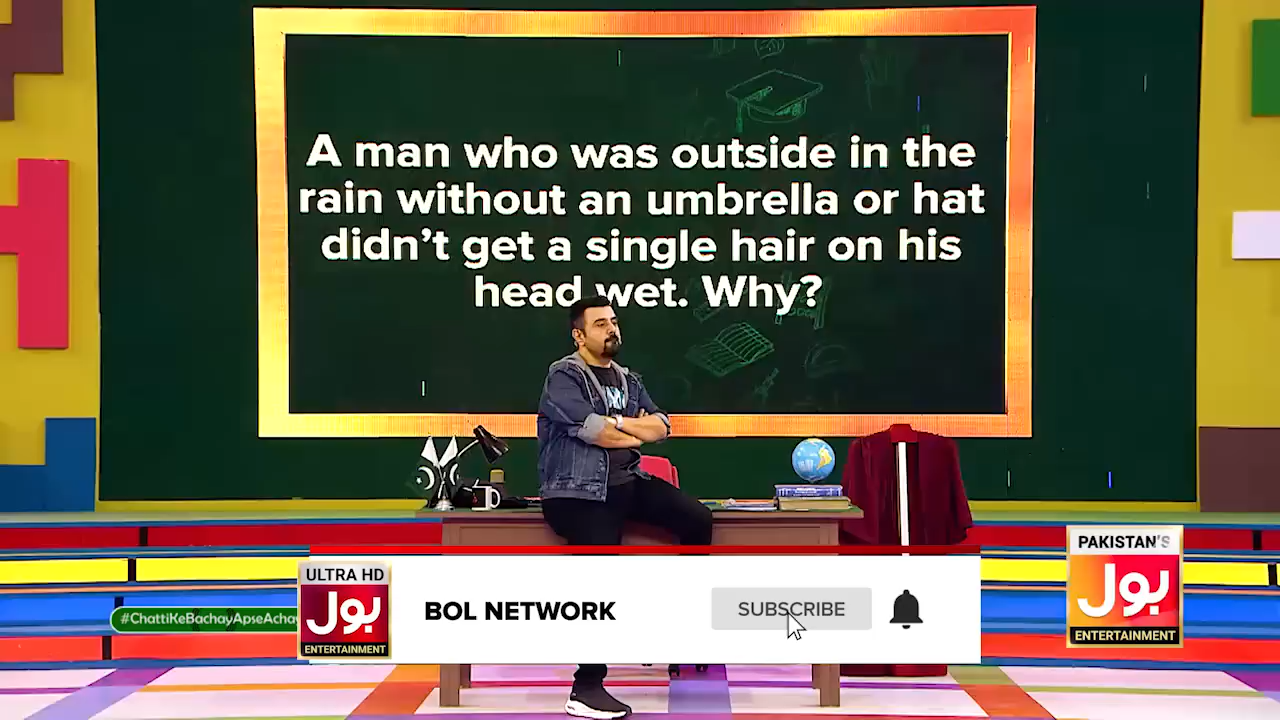 A man who was outside in the
rain without an umbrella or hat
didn't get a single hair on his
head wet. Why?
#ChattiKeBachayApseAchay
ULTRA HD
بول
ENTERTAINMENT
BOL NETWORK
SUBSCRIBE
PAKISTAN'S
بول
ENTERTAINMENT